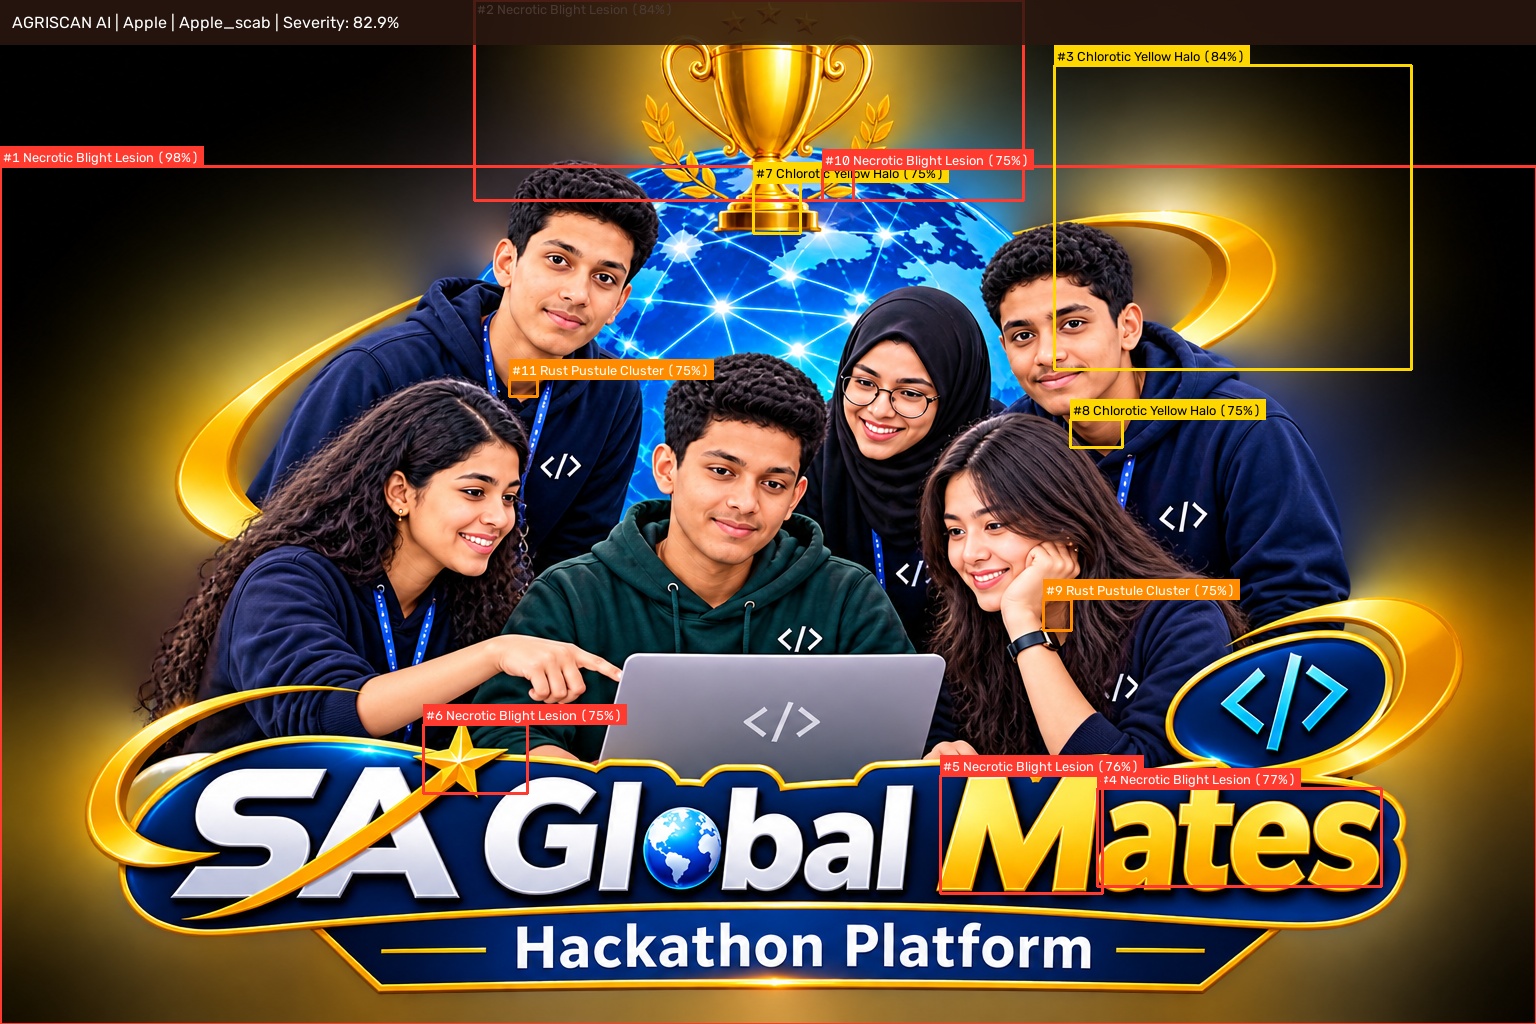 AGRISCAN AI | Apple | Apple_scab | Severity: 82.9%
#2 Necrotic Blight Lesion (84%)
#3 Chlorotic Yellow Halo (84%)
#1 Necrotic Blight Lesion (98%)
#10 Necrotic Blight Lesion (75%)
#7 Chlorotic Yellow Halo (75%)
#11 Rust Pustule Cluster (75%)
#8 Chlorotic Yellow Halo (75%)
</>
</>
</>
</>
#9 Rust Pustule Cluster (75%)
</>
</>
</>
#6 Necrotic Blight Lesion (75%)
</>
#5 Necrotic Blight Lesion (76%)
#4 Necrotic Blight Lesion (77%)
SA Global Mates
Hackathon Platform